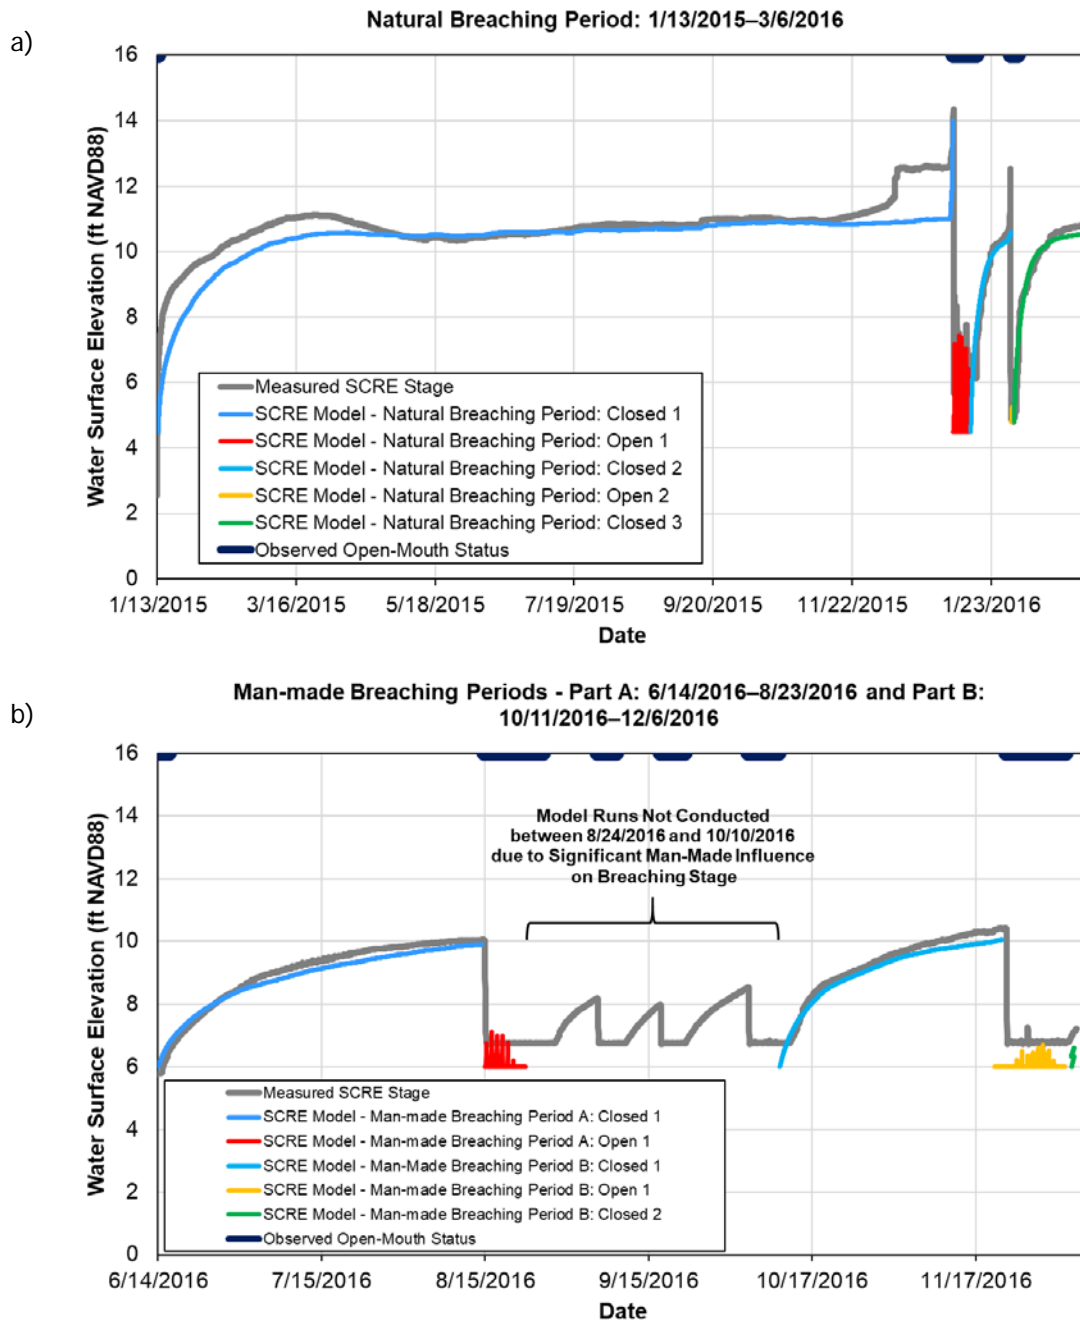 a)
Natural Breaching Period: 1/13/2015–3/6/2016
Water Surface Elevation (ft NAVD88)
16
14
12
10
8
6
4
2
0
Measured SCRE Stage
SCRE Model - Natural Breaching Period: Closed 1
SCRE Model - Natural Breaching Period: Open 1
SCRE Model - Natural Breaching Period: Closed 2
SCRE Model - Natural Breaching Period: Open 2
SCRE Model - Natural Breaching Period: Closed 3
Observed Open-Mouth Status
1/13/2015 3/16/2015 5/18/2015 7/19/2015 9/20/2015 11/22/2015 1/23/2016
Date
b)
Man-made Breaching Periods - Part A: 6/14/2016–8/23/2016 and Part B:
10/11/2016–12/6/2016
Water Surface Elevation (ft NAVD88)
16
14
12
10
8
6
4
2
0
Model Runs Not Conducted
between 8/24/2016 and 10/10/2016
due to Significant Man-Made Influence
on Breaching Stage
Measured SCRE Stage
SCRE Model - Man-made Breaching Period A: Closed 1
SCRE Model - Man-made Breaching Period A: Open 1
SCRE Model - Man-Made Breaching Period B: Closed 1
SCRE Model - Man-made Breaching Period B: Open 1
SCRE Model - Man-made Breaching Period B: Closed 2
Observed Open-Mouth Status
6/14/2016 7/15/2016 8/15/2016 9/15/2016 10/17/2016 11/17/2016
Date